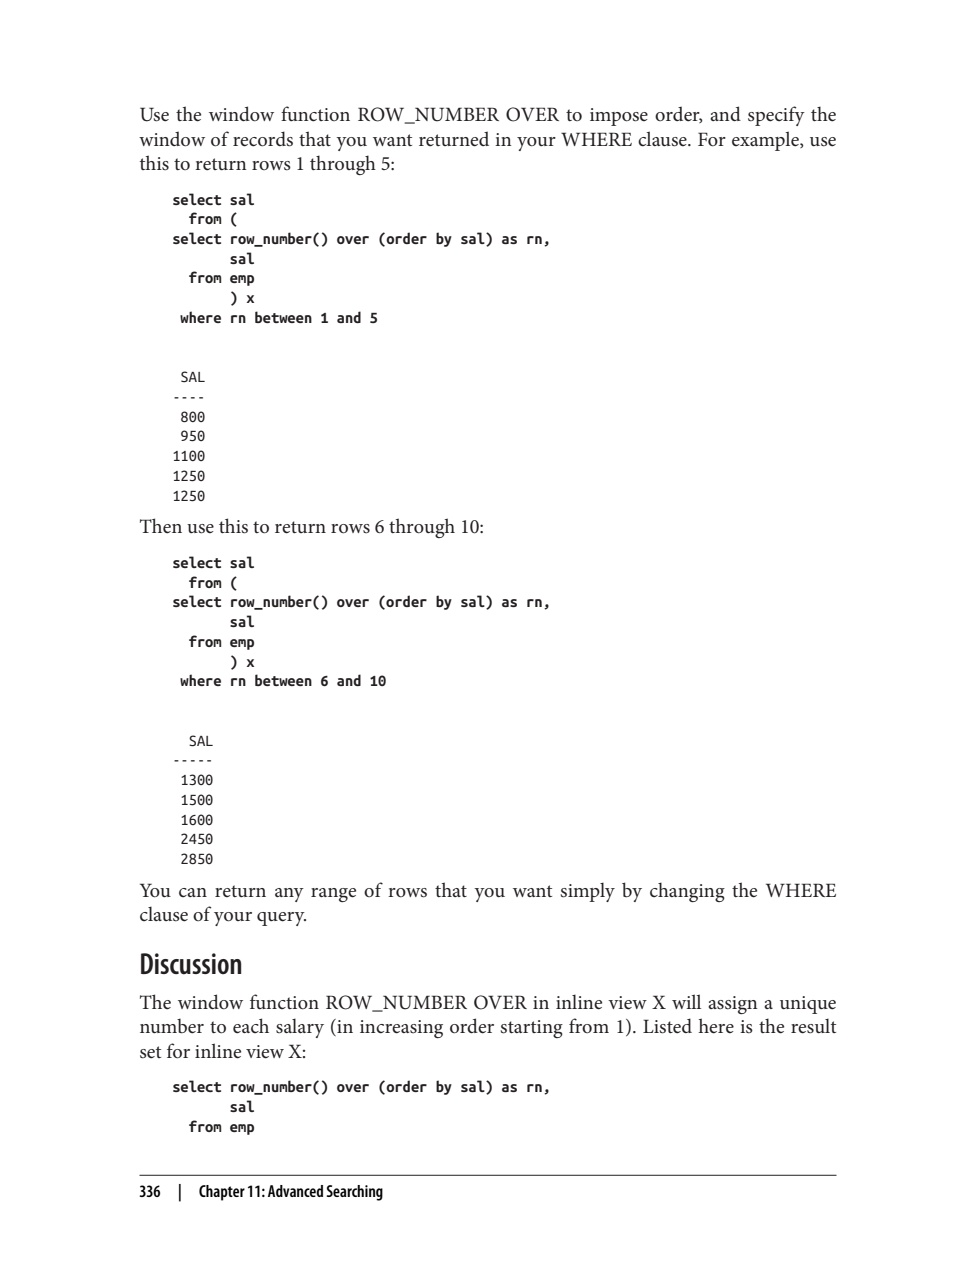 Use the window function ROW_NUMBER OVER to impose order, and specify the
window of records that you want returned in your WHERE clause. For example, use
this to return rows 1 through 5:
select sal
  from (
select row_number() over (order by sal) as rn,
       sal
  from emp
       ) x
 where rn between 1 and 5
 SAL
----
 800
 950
1100
1250
1250
Then use this to return rows 6 through 10:
select sal
  from (
select row_number() over (order by sal) as rn,
       sal
  from emp
       ) x
 where rn between 6 and 10
  SAL
-----
 1300
 1500
 1600
 2450
 2850
You can return any range of rows that you want simply by changing the WHERE
clause of your query.
Discussion
The window function ROW_NUMBER OVER in inline view X will assign a unique
number to each salary (in increasing order starting from 1). Listed here is the result
set for inline view X:
select row_number() over (order by sal) as rn,
       sal
  from emp
336 | Chapter 11: Advanced Searching